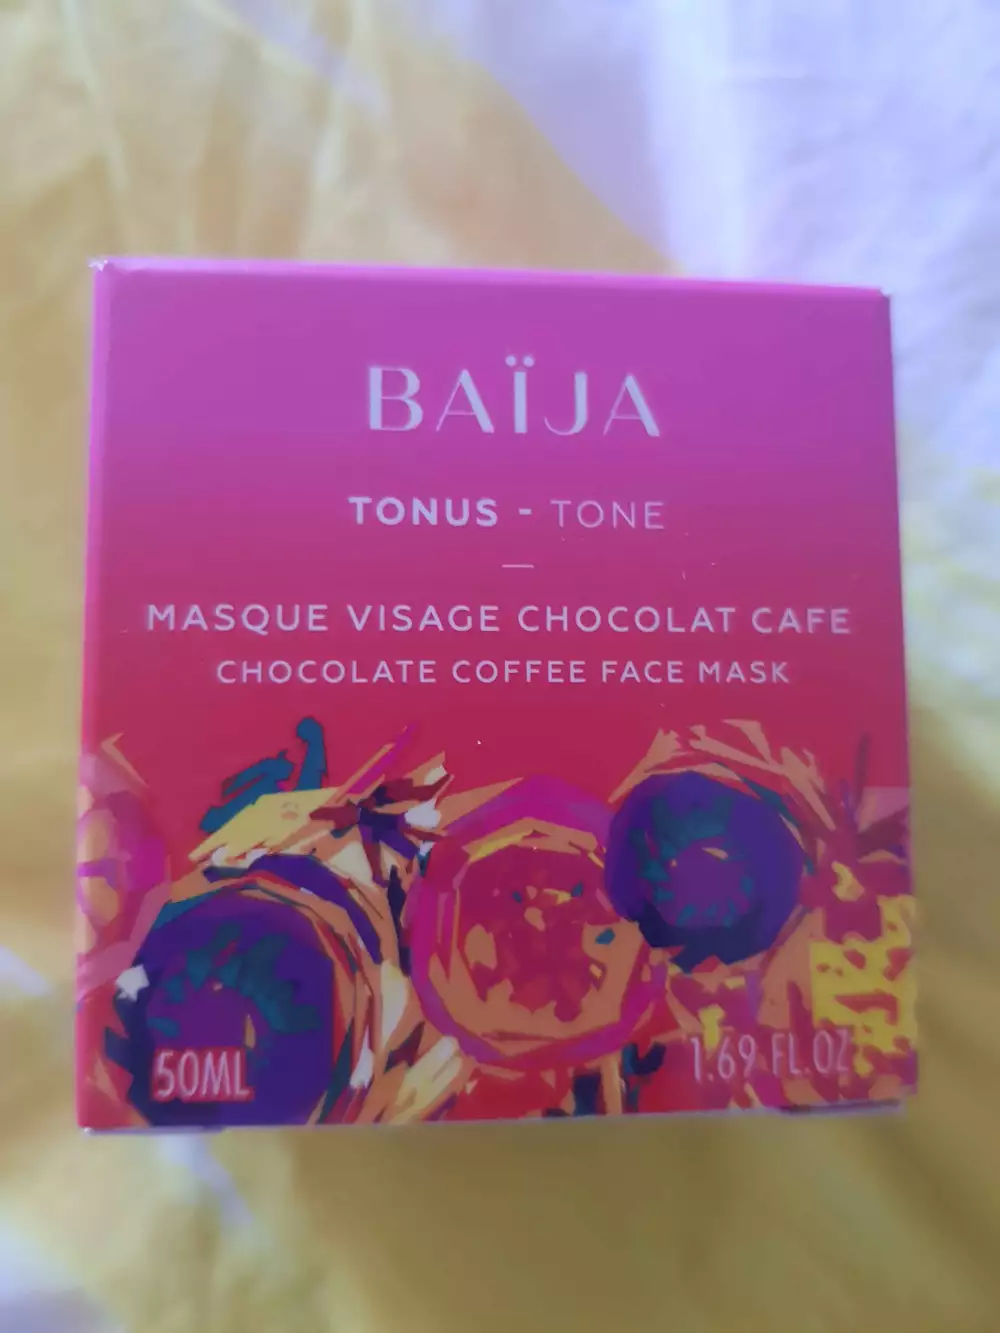 BAÏJA
TONUS - TONE
MASQUE VISAGE CHOCOLAT CAFE
CHOCOLATE COFFEE FACE MASK
50ML
1.69 FL.OZ